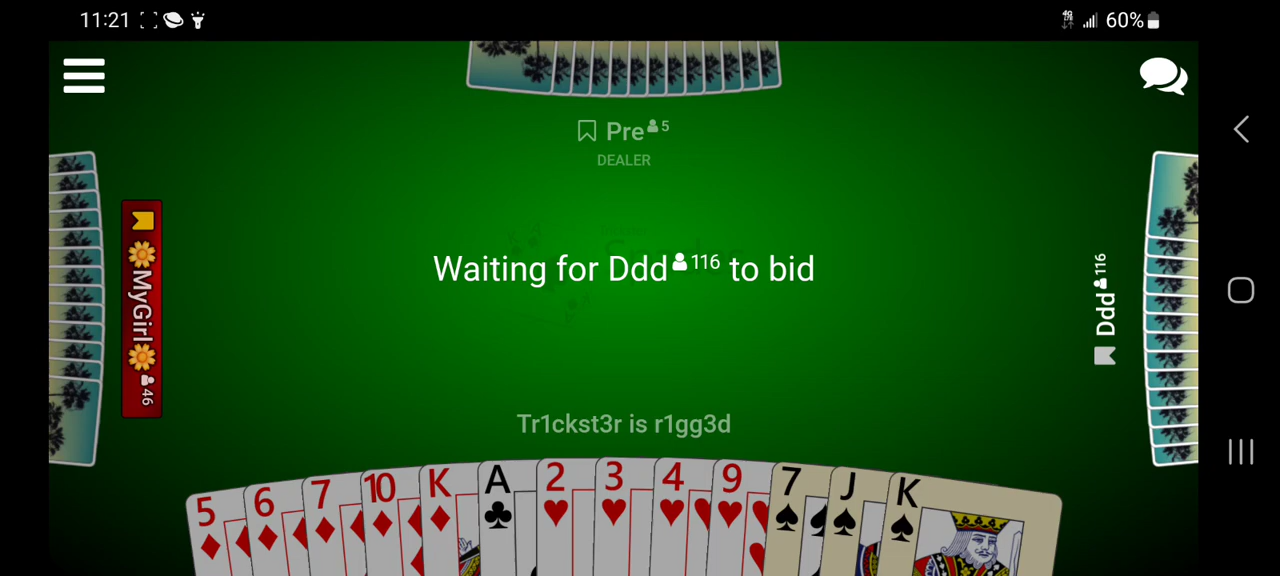 11:21
4G 60%
Pre 5
DEALER
MyGirl 46
Waiting for Ddd 116 to bid
Ddd 116
Tr1ckst3r is r1gg3d
5 6 7 10 K A 2 3 4 9 7 J K